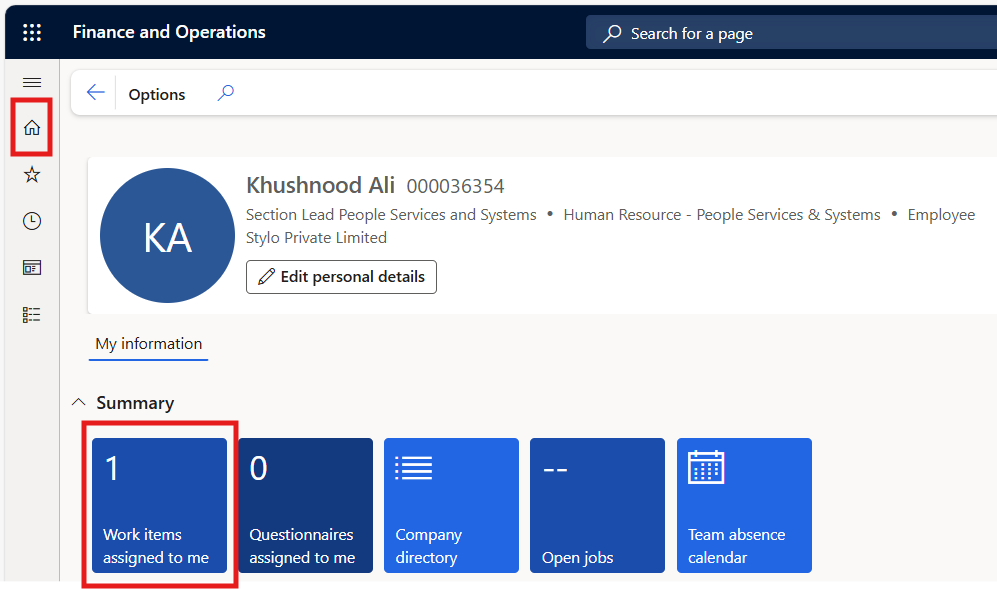 Finance and Operations
Search for a page
Options
KA
Khushnood Ali 000036354
Section Lead People Services and Systems • Human Resource - People Services & Systems • Employee
Stylo Private Limited
Edit personal details
My information
Summary
1
Work items
assigned to me
0
Questionnaires
assigned to me
Company
directory
--
Open jobs
Team absence
calendar